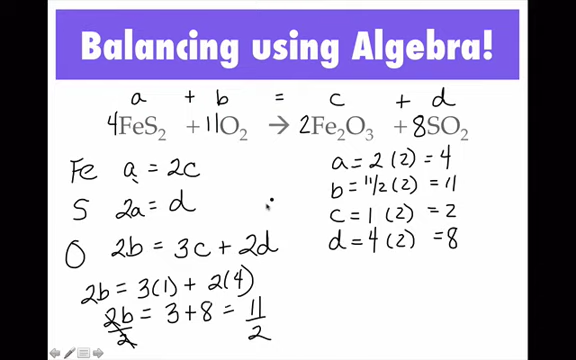 Balancing using Algebra!
a + b = c + d
4FeS₂ + 11O₂ → 2Fe₂O₃ + 8SO₂
Fe a = 2c
S 2a = d
O 2b = 3c + 2d
2b = 3(1) + 2(4)
2b/2 = 3 + 8 = 11/2
a = 2 (2) = 4
b = 11/2 (2) = 11
c = 1 (2) = 2
d = 4 (2) = 8